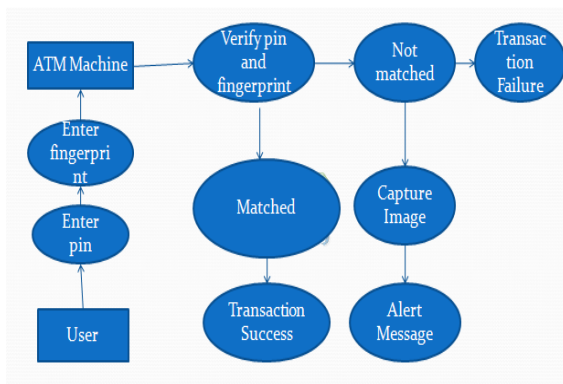 ATM Machine
Verify pin
and
fingerprint
Not
matched
Transac
tion
Failure
Enter
fingerpri
nt
Matched
Capture
Image
Enter
pin
User
Transaction
Success
Alert
Message